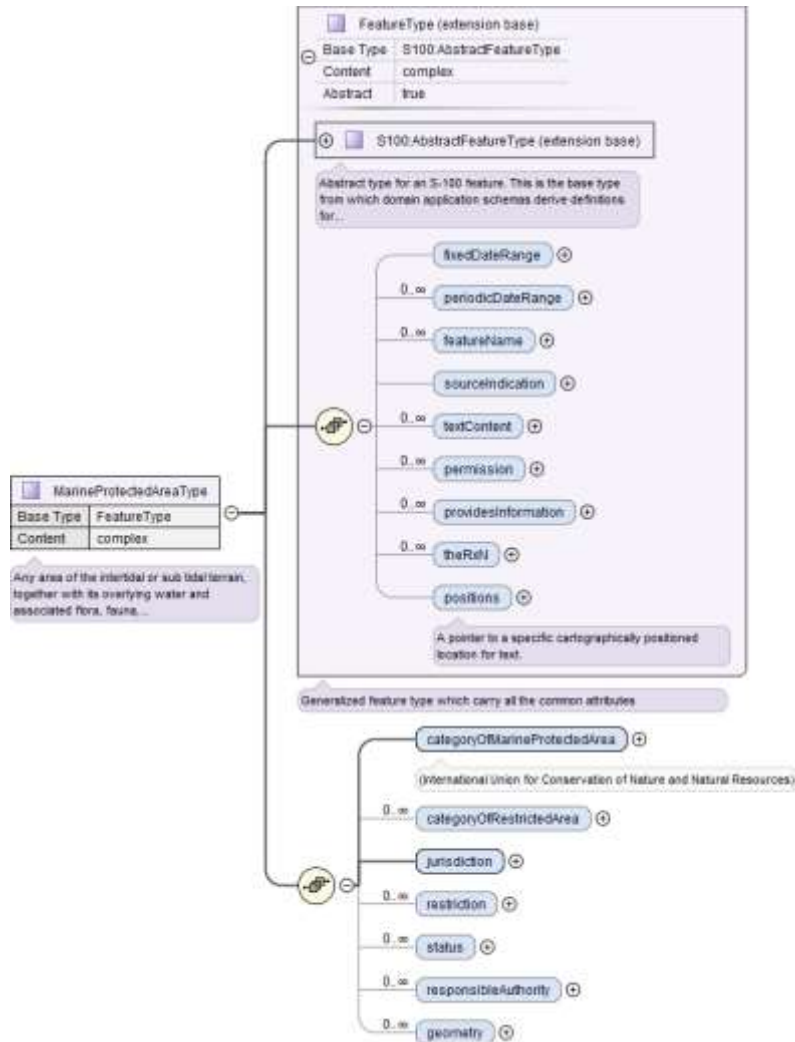 FeatureType (extension base)
Base Type S100:AbstractFeatureType
Content complex
Abstract true
S100:AbstractFeatureType (extension base)
Abstract type for an S-100 feature. This is the base type
from which domain application schemas derive definitions
for...
fixedDateRange
0..∞ periodicDateRange
0..∞ featureName
sourceIndication
0..∞ textContent
0..∞ permission
0..∞ providesInformation
0..∞ theRxN
positions
A pointer to a specific cartographically positioned
location for text.
MarineProtectedAreaType
Base Type FeatureType
Content complex
Any area of the intertidal or sub tidal terrain,
together with its overlying water and
associated flora, fauna,...
Generalized feature type which carry all the common attributes
categoryOfMarineProtectedArea
(International Union for Conservation of Nature and Natural Resources)
0..∞ categoryOfRestrictedArea
jurisdiction
0..∞ restriction
0..∞ status
0..∞ responsibleAuthority
0..∞ geometry